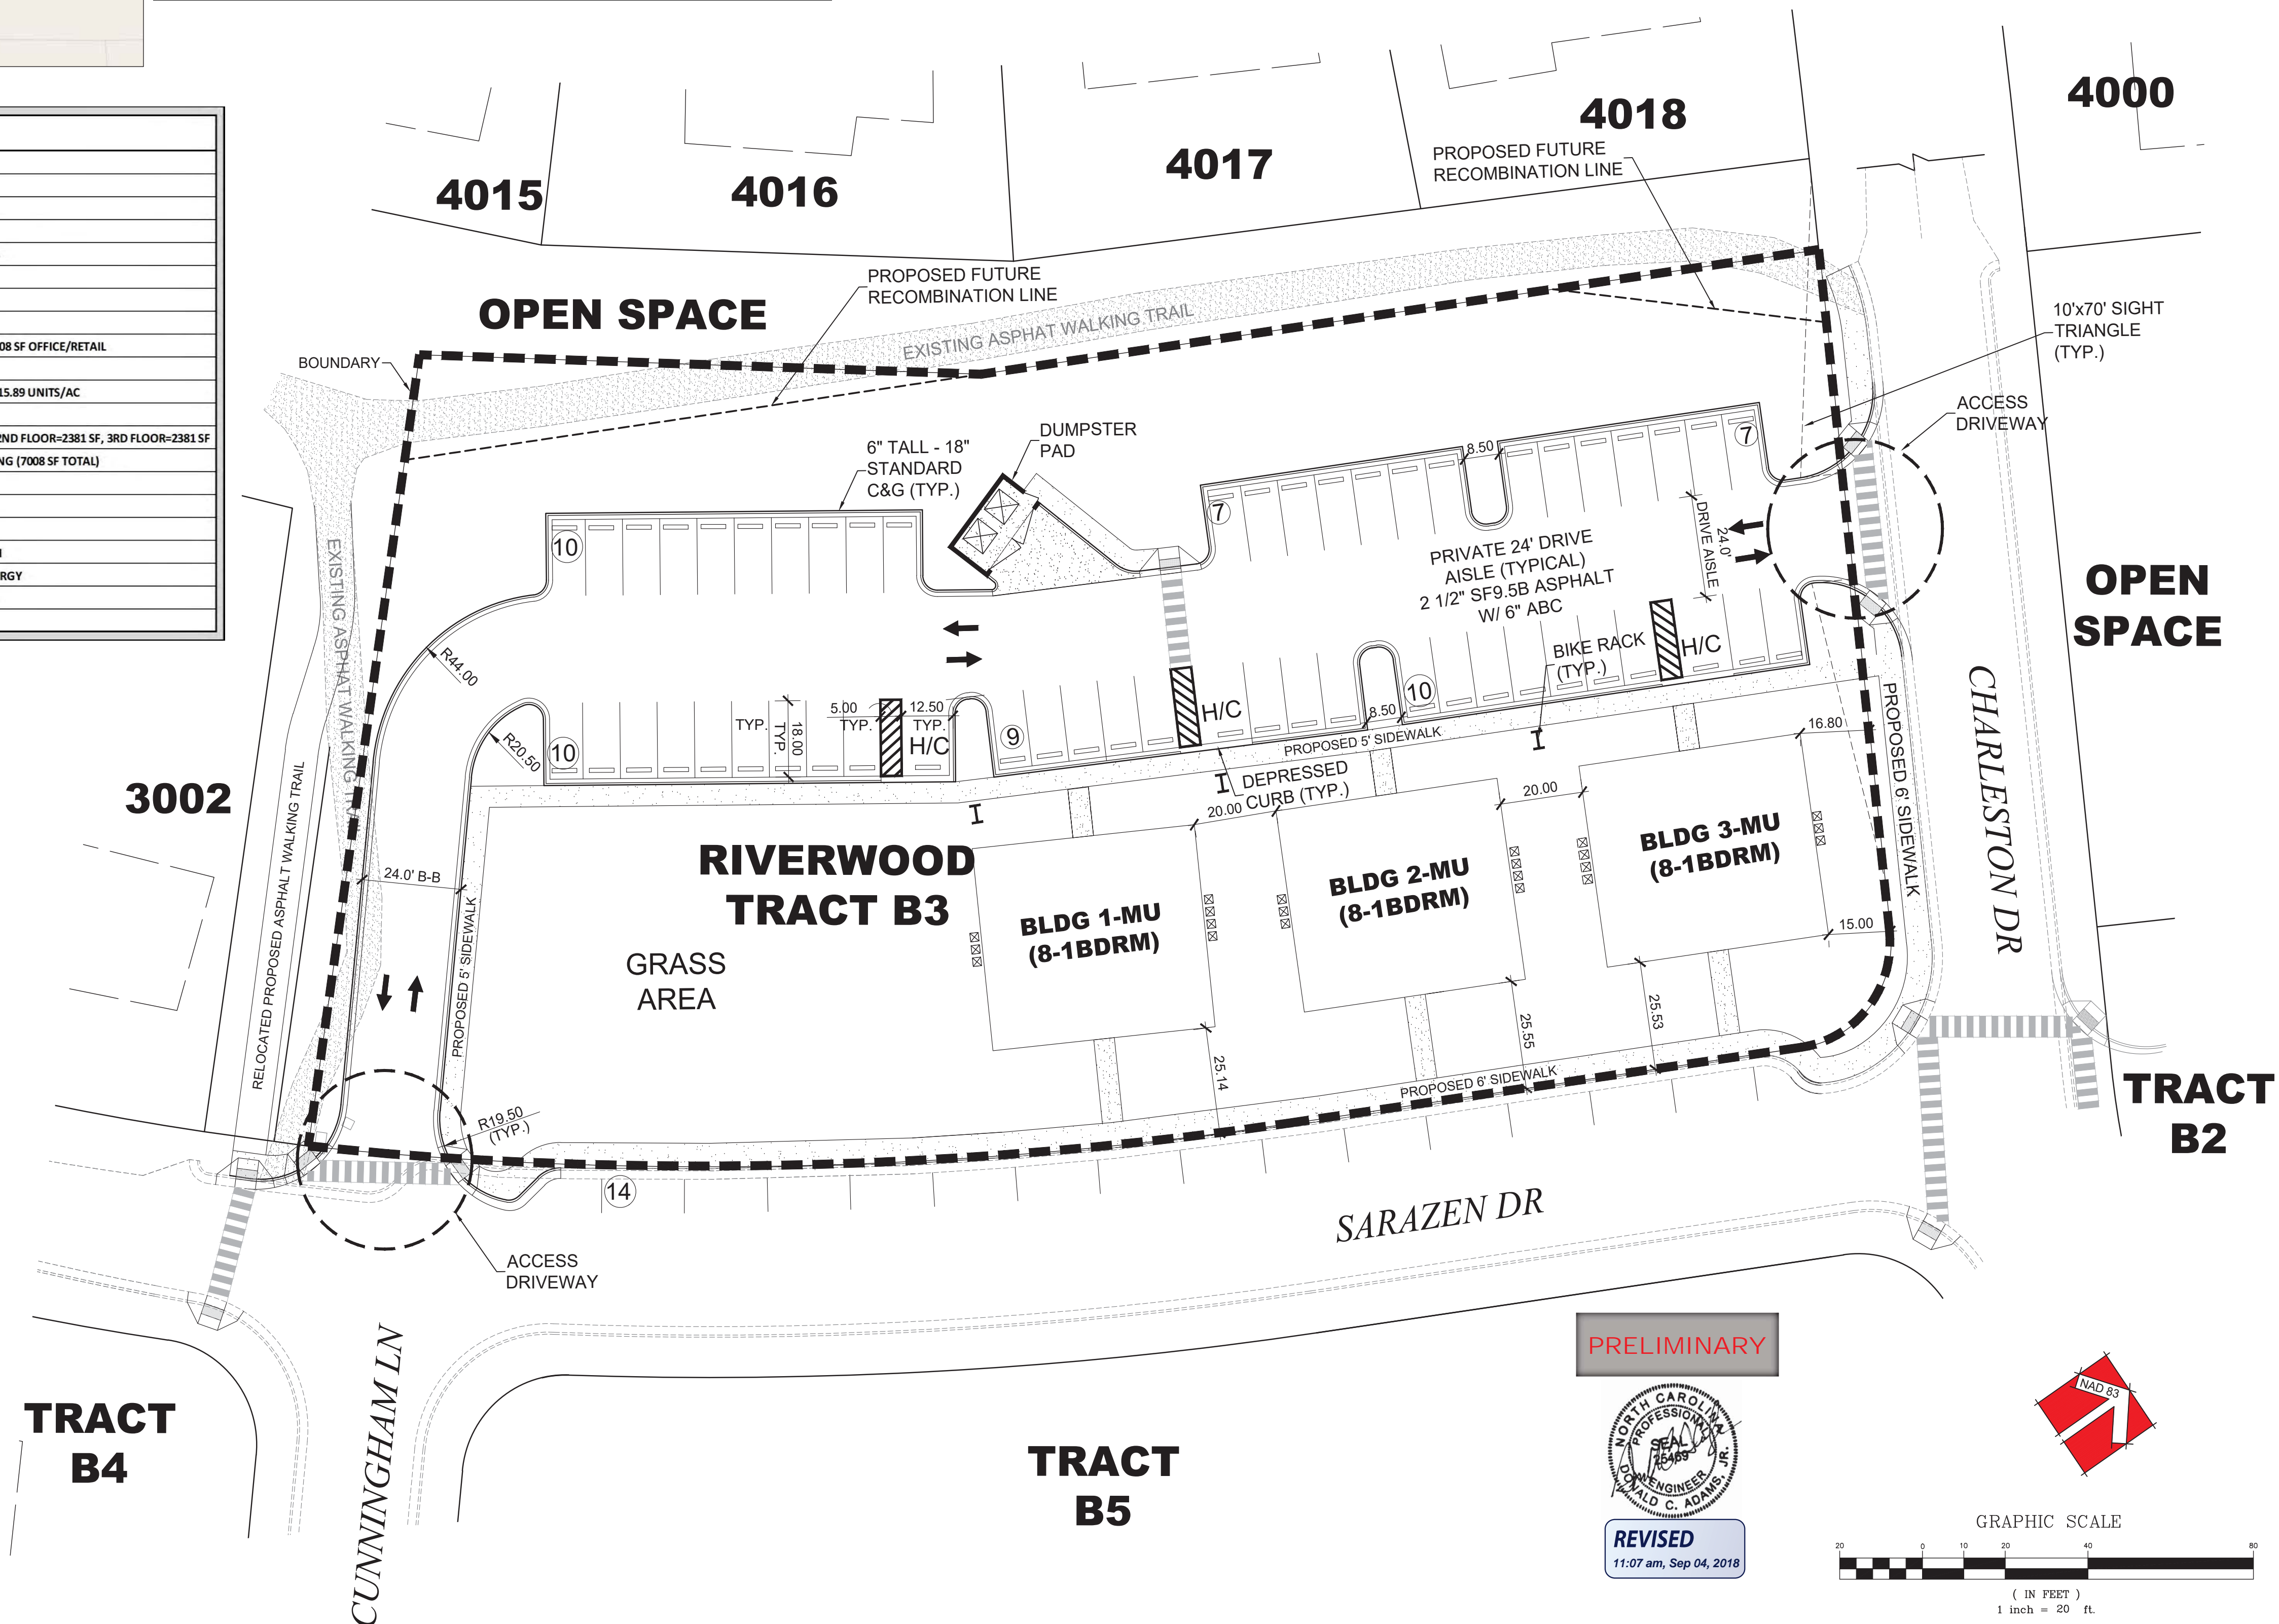 08 SF OFFICE/RETAIL
15.89 UNITS/AC
2ND FLOOR=2381 SF, 3RD FLOOR=2381 SF
NG (7008 SF TOTAL)
RGY
4015
4016
4017
4018
4000
PROPOSED FUTURE
RECOMBINATION LINE
PROPOSED FUTURE
RECOMBINATION LINE
OPEN SPACE
EXISTING ASPHAT WALKING TRAIL
BOUNDARY
10'x70' SIGHT
TRIANGLE
(TYP.)
ACCESS
DRIVEWAY
DUMPSTER
PAD
6" TALL - 18"
STANDARD
C&G (TYP.)
8.50
7
7
10
PRIVATE 24' DRIVE
AISLE (TYPICAL)
2 1/2" SF9.5B ASPHALT
W/ 6" ABC
24.0'
DRIVE AISLE
OPEN
SPACE
EXISTING ASPHAT WALKING TRAIL
R44.00
BIKE RACK
(TYP.)
H/C
H/C
H/C
10
10
9
8.50
5.00
TYP.
12.50
TYP.
TYP.
18.00
TYP.
R20.50
PROPOSED 5' SIDEWALK
DEPRESSED
CURB (TYP.)
20.00
20.00
16.80
15.00
PROPOSED 6' SIDEWALK
CHARLESTON DR
3002
RELOCATED PROPOSED ASPHALT WALKING TRAIL
24.0' B-B
PROPOSED 5' SIDEWALK
RIVERWOOD
TRACT B3
GRASS
AREA
BLDG 1-MU
(8-1BDRM)
BLDG 2-MU
(8-1BDRM)
BLDG 3-MU
(8-1BDRM)
25.14
25.55
25.53
PROPOSED 6' SIDEWALK
R19.50
(TYP.)
14
TRACT
B2
SARAZEN DR
ACCESS
DRIVEWAY
CUNNINGHAM LN
TRACT
B4
TRACT
B5
PRELIMINARY
NORTH CAROLINA
PROFESSIONAL
SEAL
25469
ENGINEER
DONALD C. ADAMS, JR.
REVISED
11:07 am, Sep 04, 2018
NAD 83
GRAPHIC SCALE
20 0 10 20 40 80
( IN FEET )
1 inch = 20 ft.